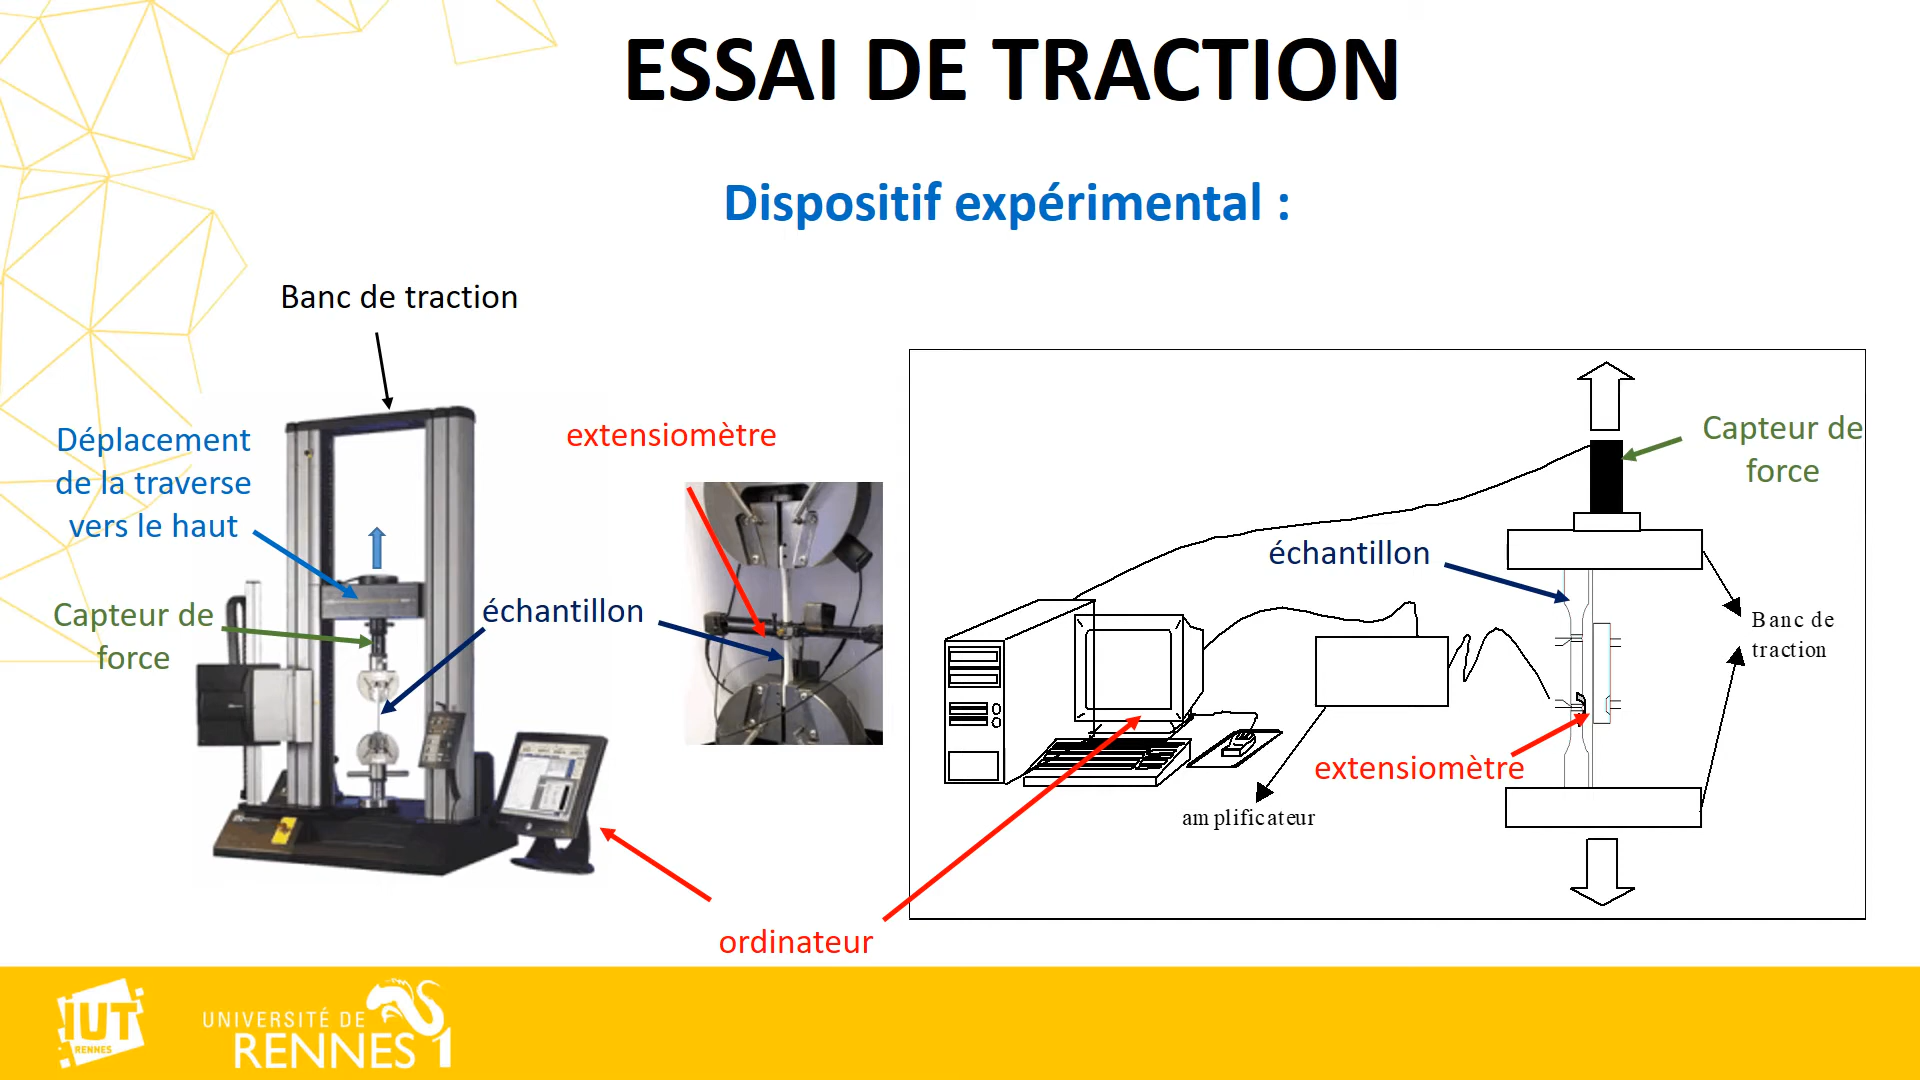 ESSAI DE TRACTION
Dispositif expérimental :
Banc de traction
Déplacement
de la traverse
vers le haut
Capteur de
force
extensiomètre
échantillon
ordinateur
Capteur de
force
échantillon
Banc de
traction
extensiomètre
amplificateur
IUT
RENNES
UNIVERSITÉ DE
RENNES 1